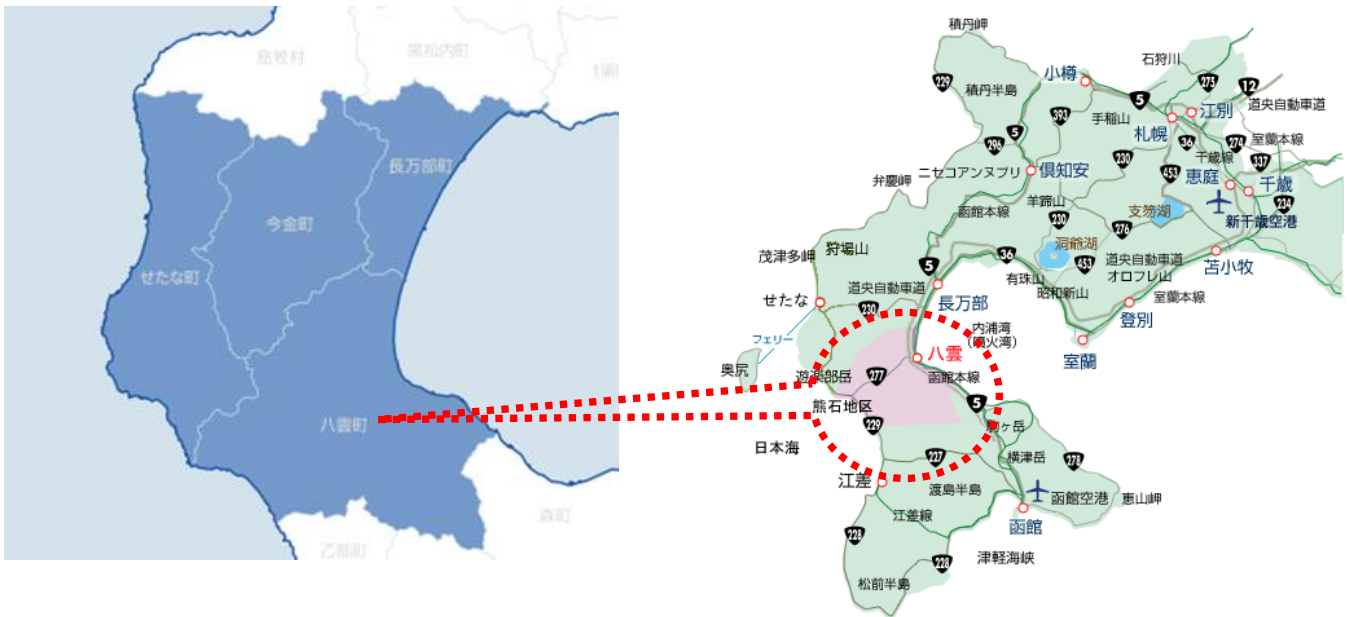 島牧村
黒松内町
長万部町
今金町
せたな町
八雲町
森町
乙部町
積丹岬
石狩川
小樽
229
275
12
積丹半島
5
道央自動車道
393
手稲山
江別
札幌
5
36
274
室蘭本線
296
230
千歳線
337
ニセコアンヌプリ
倶知安
453
恵庭
千歳
弁慶岬
羊蹄山
支笏湖
234
函館本線
230
276
新千歳空港
狩場山
洞爺湖
茂津多岬
36
453
道央自動車道
苫小牧
5
有珠山
オロフレ山
道央自動車道
長万部
昭和新山
室蘭本線
せたな
230
登別
内浦湾
(噴火湾)
フェリー
八雲
室蘭
奥尻
遊楽部岳
277
函館本線
熊石地区
5
229
駒ヶ岳
日本海
227
横津岳
278
江差
渡島半島
函館空港
恵山岬
江差線
函館
228
228
津軽海峡
松前半島